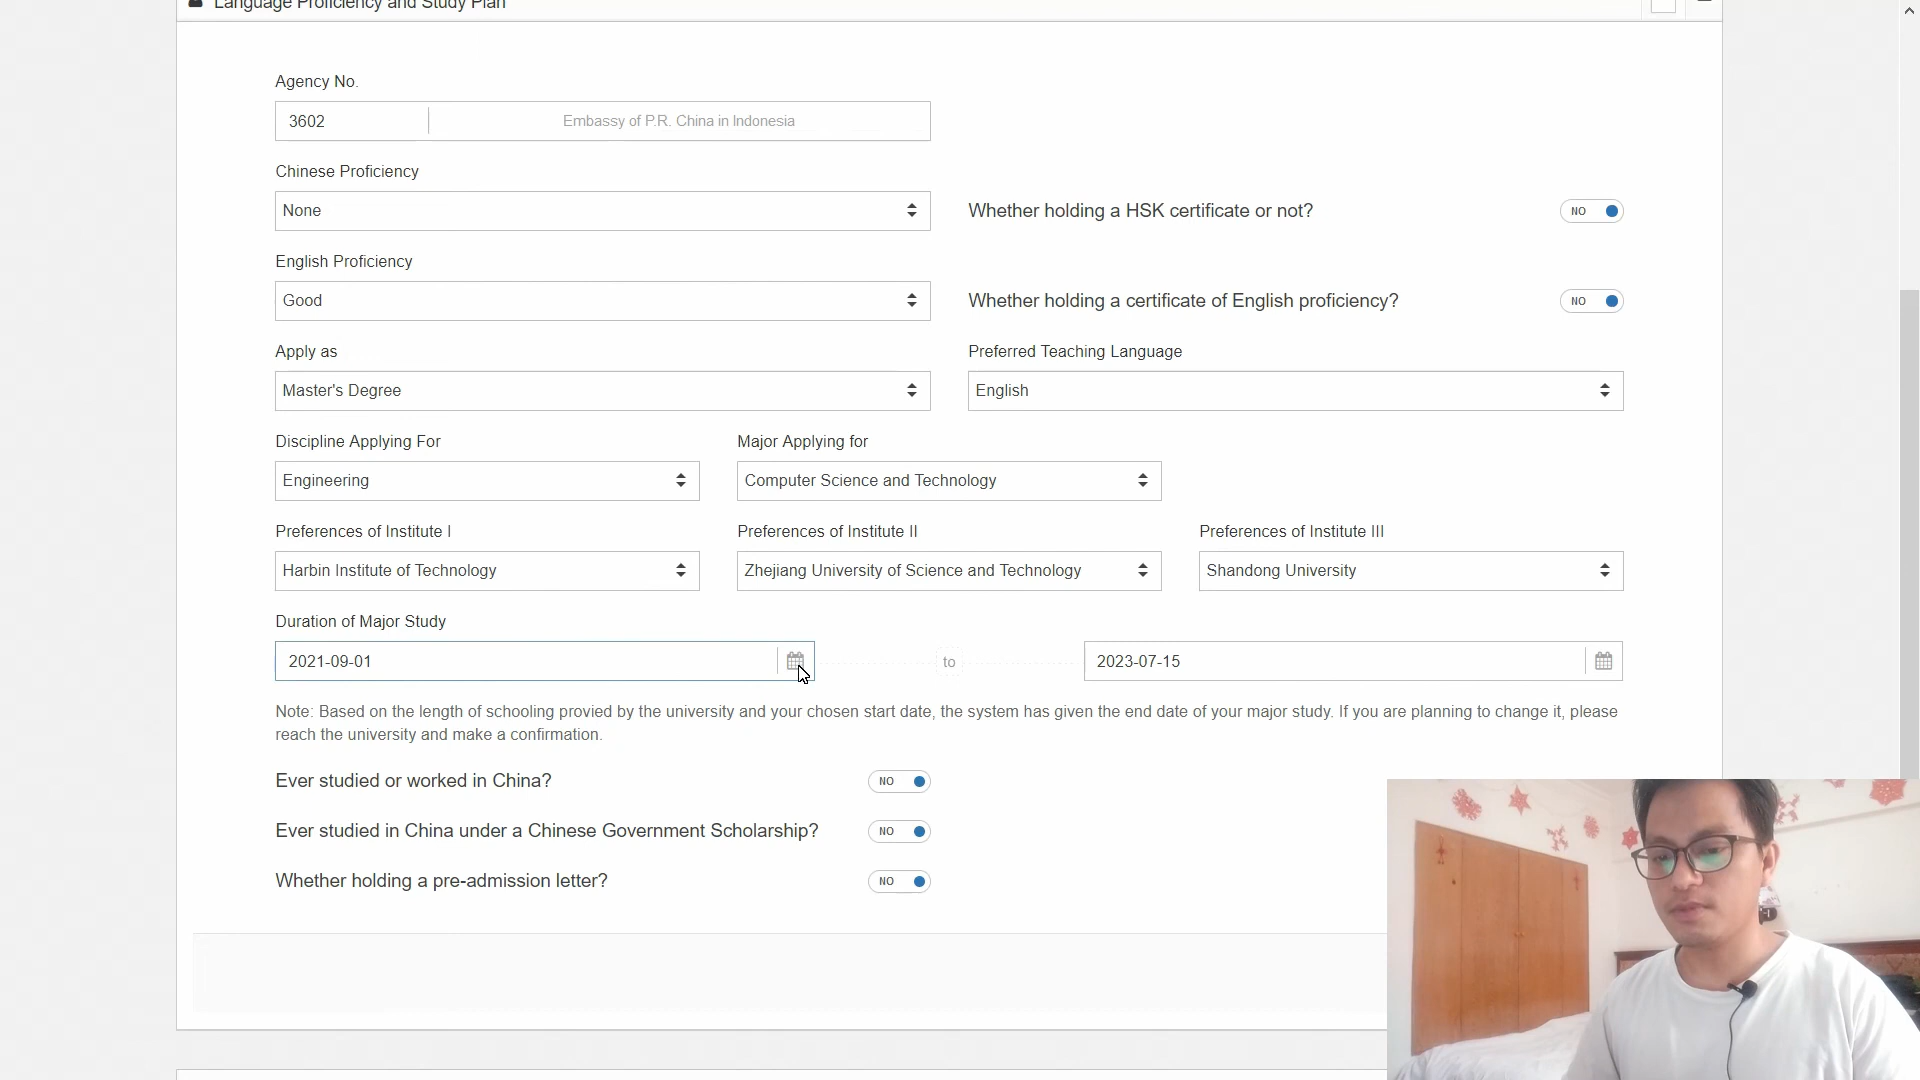 Language Proficiency and Study Plan
Agency No.
3602
Embassy of P.R. China in Indonesia
Chinese Proficiency
None
Whether holding a HSK certificate or not?
NO
English Proficiency
Good
Whether holding a certificate of English proficiency?
NO
Apply as
Preferred Teaching Language
Master's Degree
English
Discipline Applying For
Major Applying for
Engineering
Computer Science and Technology
Preferences of Institute I
Preferences of Institute II
Preferences of Institute III
Harbin Institute of Technology
Zhejiang University of Science and Technology
Shandong University
Duration of Major Study
2021-09-01
to
2023-07-15
Note: Based on the length of schooling provied by the university and your chosen start date, the system has given the end date of your major study. If you are planning to change it, please
reach the university and make a confirmation.
Ever studied or worked in China?
NO
Ever studied in China under a Chinese Government Scholarship?
NO
Whether holding a pre-admission letter?
NO